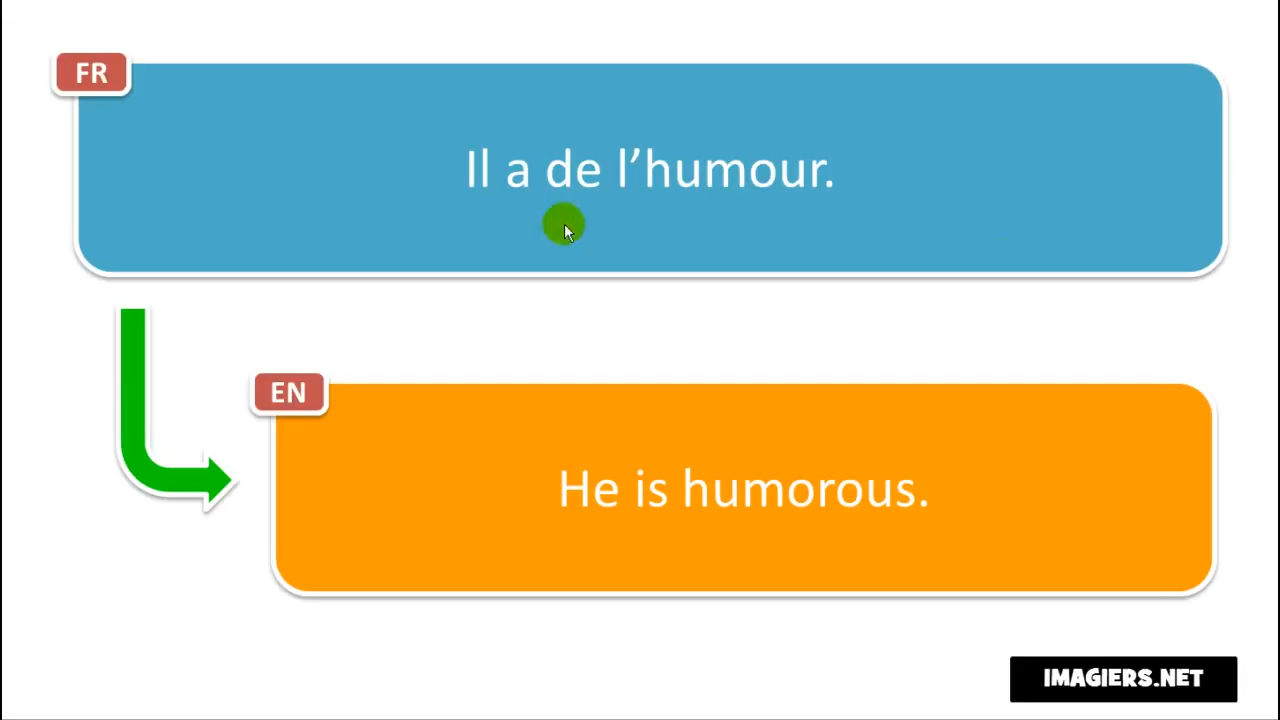 FR
Il a de l’humour.
EN
He is humorous.
IMAGIERS.NET